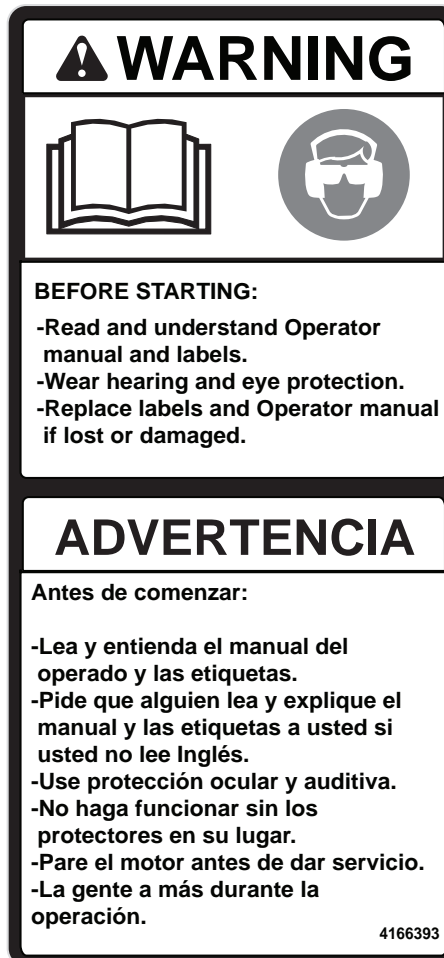 WARNING
BEFORE STARTING:
-Read and understand Operator
manual and labels.
-Wear hearing and eye protection.
-Replace labels and Operator manual
if lost or damaged.
ADVERTENCIA
Antes de comenzar:
-Lea y entienda el manual del
operado y las etiquetas.
-Pide que alguien lea y explique el
manual y las etiquetas a usted si
usted no lee Inglés.
-Use protección ocular y auditiva.
-No haga funcionar sin los
protectores en su lugar.
-Pare el motor antes de dar servicio.
-La gente a más durante la
operación.
4166393